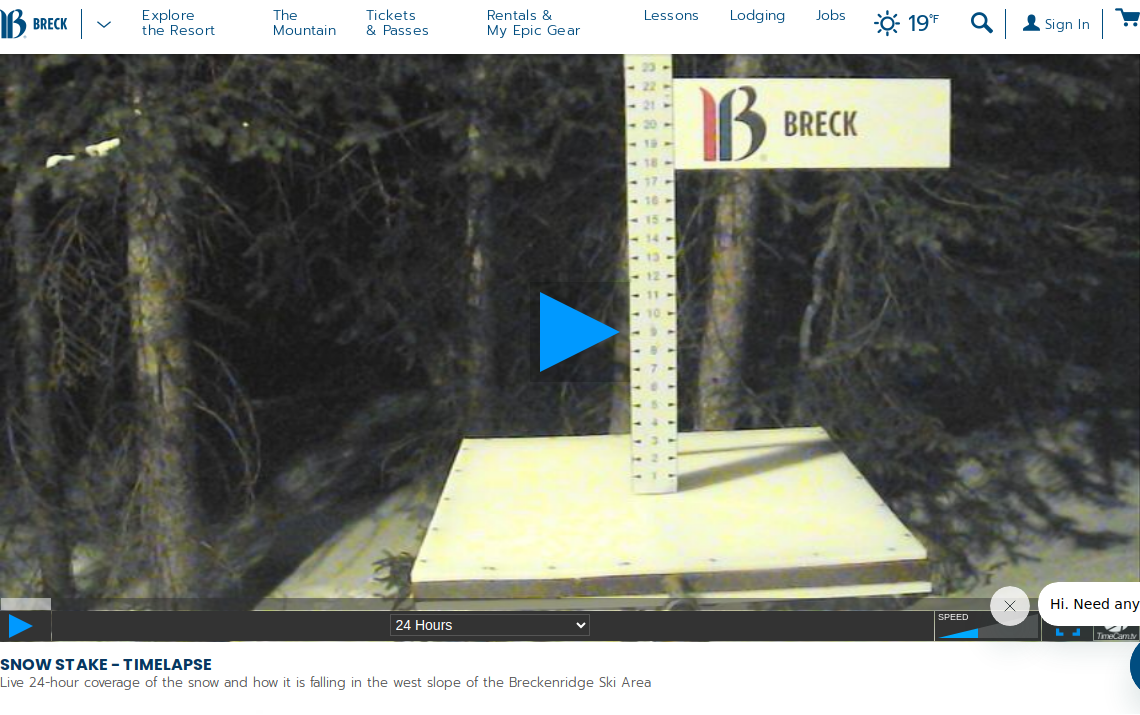 BRECK
Explore
the Resort
The
Mountain
Tickets
& Passes
Rentals &
My Epic Gear
Lessons
Lodging
Jobs
19°F
Sign In
23
22
21
20
19
18
17
16
15
14
13
12
11
10
9
8
7
6
5
4
3
2
1
B BRECK
Hi. Need any
24 Hours
SPEED
TimeCam.tv
SNOW STAKE - TIMELAPSE
Live 24-hour coverage of the snow and how it is falling in the west slope of the Breckenridge Ski Area